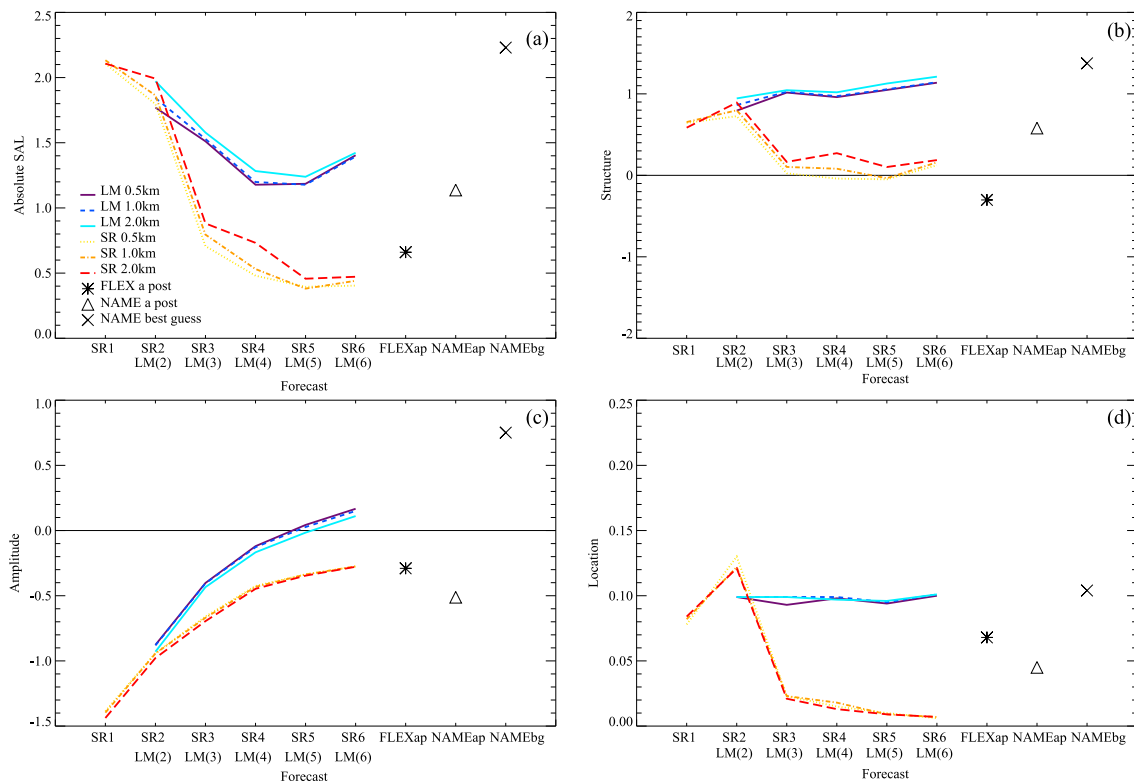 (a)
Absolute SAL
2.5
2.0
1.5
1.0
0.5
0.0
LM 0.5km
LM 1.0km
LM 2.0km
SR 0.5km
SR 1.0km
SR 2.0km
FLEX a post
NAME a post
NAME best guess
SR1 SR2 SR3 SR4 SR5 SR6 FLEXap NAMEap NAMEbg
LM(2) LM(3) LM(4) LM(5) LM(6)
Forecast
(b)
Structure
2
1
0
-1
-2
SR1 SR2 SR3 SR4 SR5 SR6 FLEXap NAMEap NAMEbg
LM(2) LM(3) LM(4) LM(5) LM(6)
Forecast
(c)
Amplitude
1.0
0.5
0.0
-0.5
-1.0
-1.5
SR1 SR2 SR3 SR4 SR5 SR6 FLEXap NAMEap NAMEbg
LM(2) LM(3) LM(4) LM(5) LM(6)
Forecast
(d)
Location
0.25
0.20
0.15
0.10
0.05
0.00
SR1 SR2 SR3 SR4 SR5 SR6 FLEXap NAMEap NAMEbg
LM(2) LM(3) LM(4) LM(5) LM(6)
Forecast